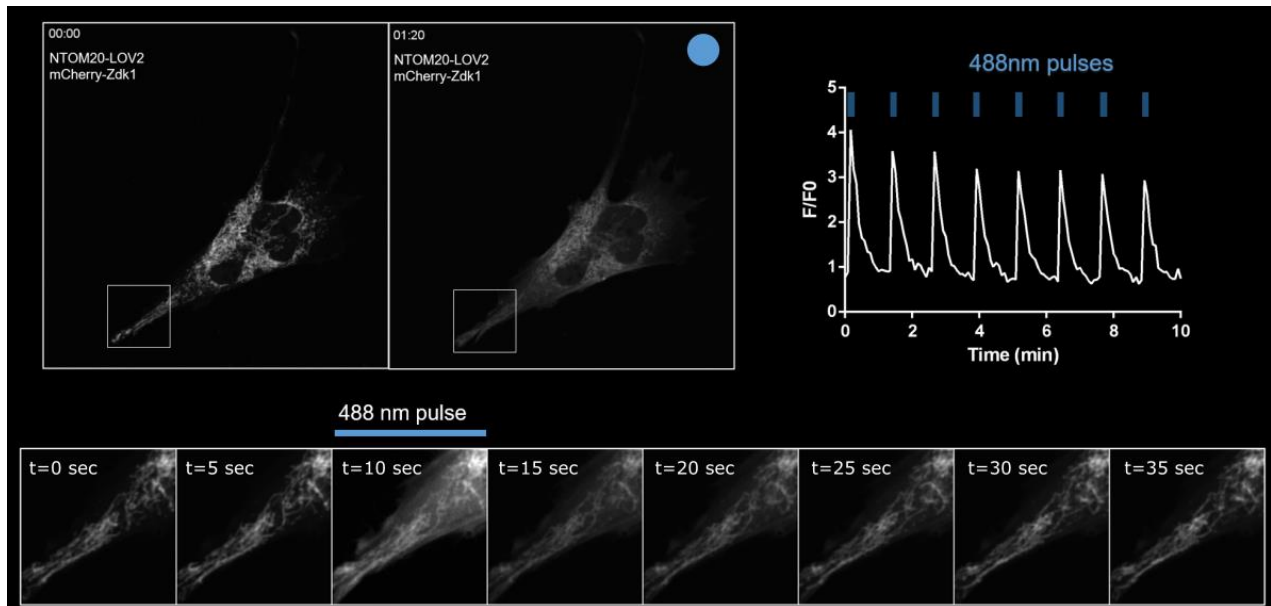 00:00
NTOM20-LOV2
mCherry-Zdk1
01:20
NTOM20-LOV2
mCherry-Zdk1
488nm pulses
5
4
3
2
1
0
F/F0
0 2 4 6 8 10
Time (min)
488 nm pulse
t=0 sec t=5 sec t=10 sec t=15 sec t=20 sec t=25 sec t=30 sec t=35 sec